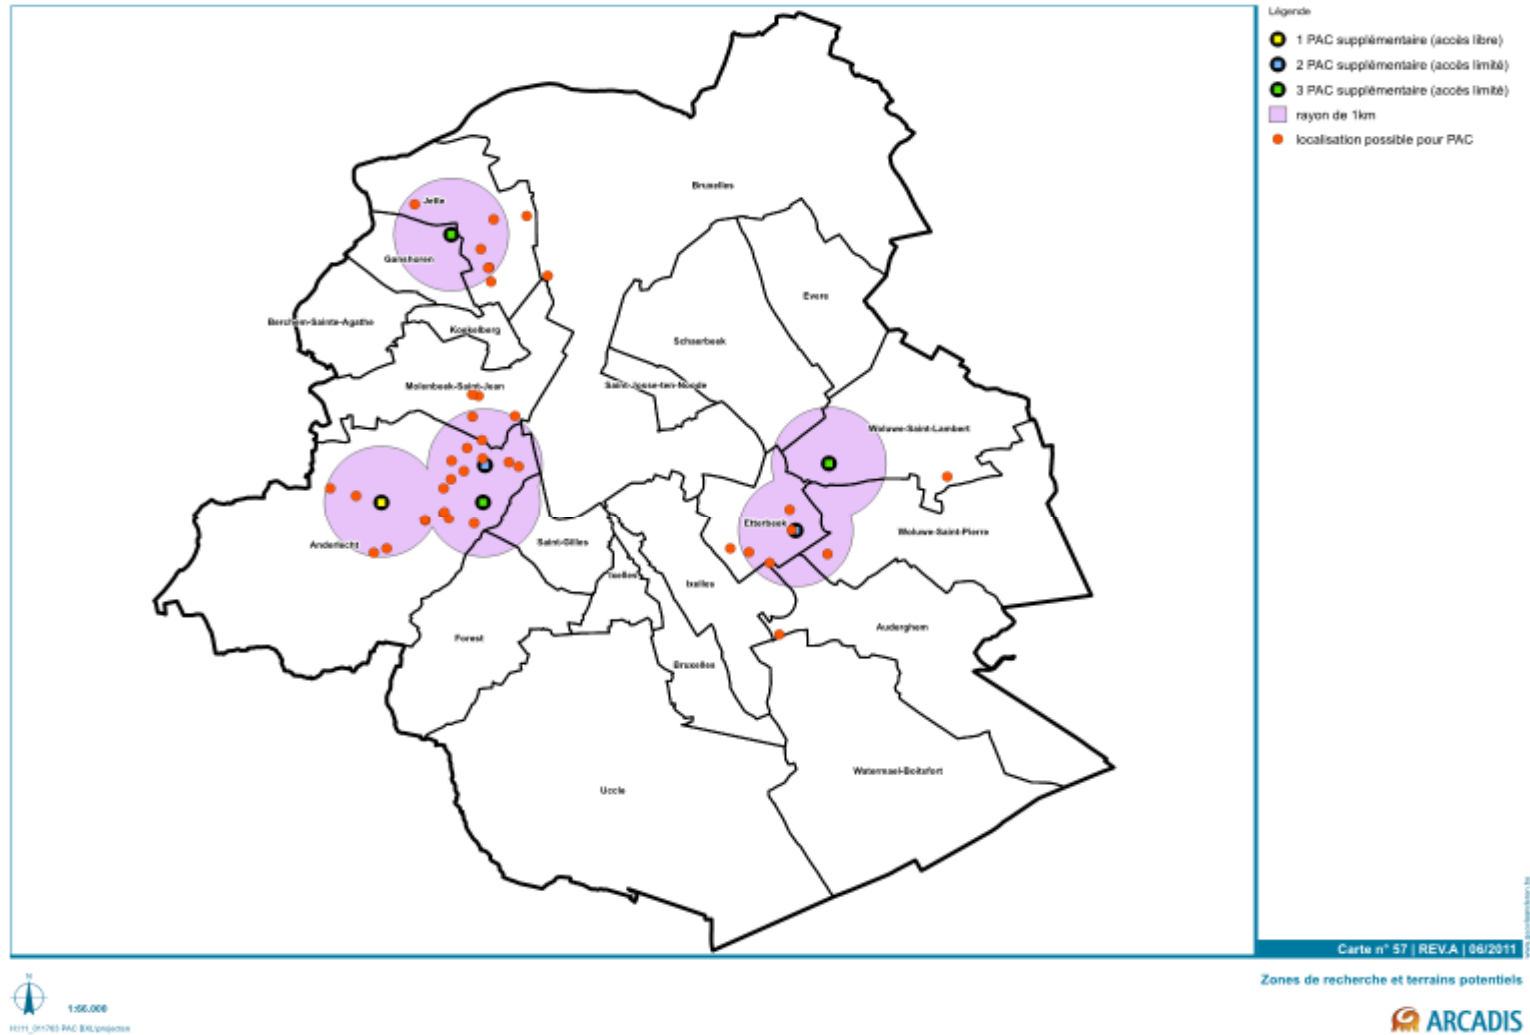 Légende
1 PAC supplémentaire (accès libre)
2 PAC supplémentaire (accès limité)
3 PAC supplémentaire (accès limité)
rayon de 1km
localisation possible pour PAC
Bruxelles
Jette
Ganshoren
Evere
Berchem-Sainte-Agathe
Koekelberg
Schaerbeek
Molenbeek-Saint-Jean
Saint-Josse-ten-Noode
Woluwe-Saint-Lambert
Etterbeek
Woluwe-Saint-Pierre
Anderlecht
Saint-Gilles
Ixelles
Ixelles
Auderghem
Forest
Bruxelles
Watermael-Boitsfort
Uccle
Carte n° 57 | REV.A | 06/2011
Zones de recherche et terrains potentiels
N
ARCADIS